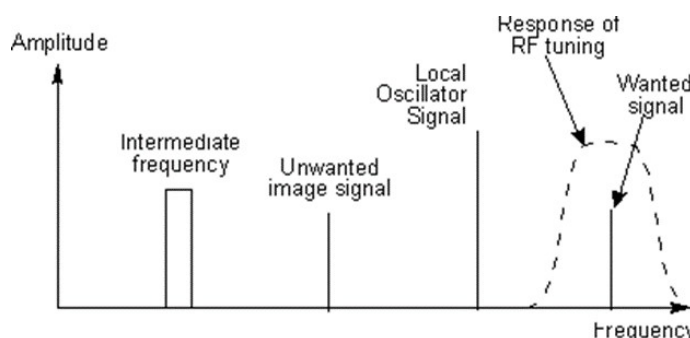 Response of
RF tuning
Amplitude
Local
Oscillator
Signal
Wanted
signal
Intermediate
frequency
Unwanted
image signal
Frequency